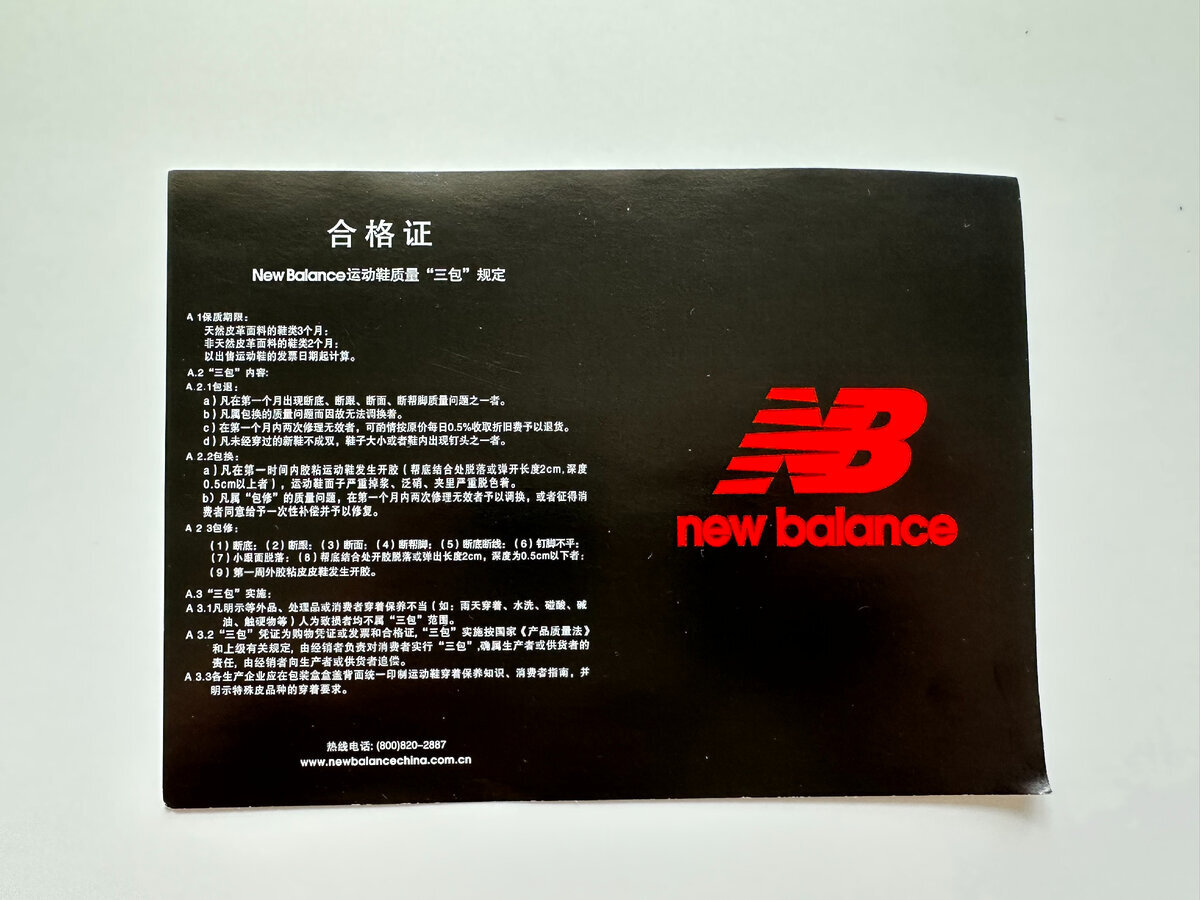 合格证
New Balance运动鞋质量“三包”规定
A 1保质期限：
天然皮革面料的鞋类3个月；
非天然皮革面料的鞋类2个月；
以出售运动鞋的发票日期起计算。
A.2“三包”内容：
A.2.1包退：
a）凡在第一个月出现断底、断跟、断面、断帮脚质量问题之一者。
b）凡属包换的质量问题而因故无法调换着。
c）在第一个月内两次修理无效者，可酌情按原价每日0.5%收取折旧费予以退货。
d）凡未经穿过的新鞋不成双，鞋子大小或者鞋内出现钉头之一者。
A 2.2包换：
a）凡在第一时间内胶粘运动鞋发生开胶（帮底结合处脱落或弹开长度2cm,深度
0.5cm以上者），运动鞋面子严重掉浆、泛硝、夹里严重脱色着。
b）凡属“包修”的质量问题，在第一个月内两次修理无效者予以调换，或者征得消
费者同意给予一次性补偿并予以修复。
A 2 3包修：
（1）断底；（2）断跟；（3）断面；（4）断帮脚；（5）断底断线；（6）钉脚不平；
（7）小眼面脱落；（8）帮底结合处开胶脱落或弹出长度2cm，深度为0.5cm以下者；
（9）第一周外胶粘皮皮鞋发生开胶。
A.3“三包”实施：
A 3.1凡明示等外品、处理品或消费者穿着保养不当（如：雨天穿着、水洗、磁酸、碱
油、触硬物等）人为致损者均不属“三包”范围。
A 3.2“三包”凭证为购物凭证或发票和合格证，“三包”实施按国家《产品质量法》
和上级有关规定，由经销者负责对消费者实行“三包”,确属生产者或供货者的
责任，由经销者向生产者或供货者追偿。
A 3.3各生产企业应在包装盒盒盖背面统一印制运动鞋穿着保养知识、消费者指南，并
明示特殊皮品种的穿着要求。
热线电话: (800)820-2887
www.newbalancechina.com.cn
NB
new balance